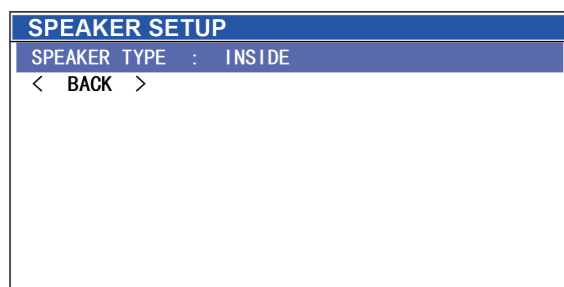 SPEAKER SETUP
SPEAKER TYPE : INSIDE
< BACK >